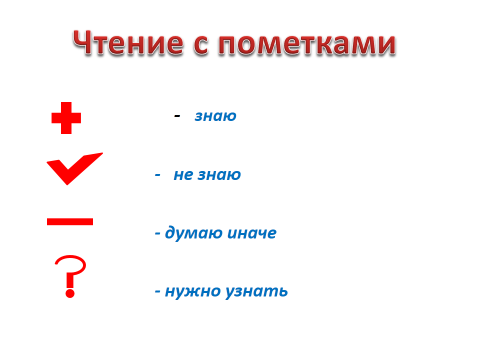 Чтение с пометками
+ - знаю
✓ - не знаю
— - думаю иначе
? - нужно узнать